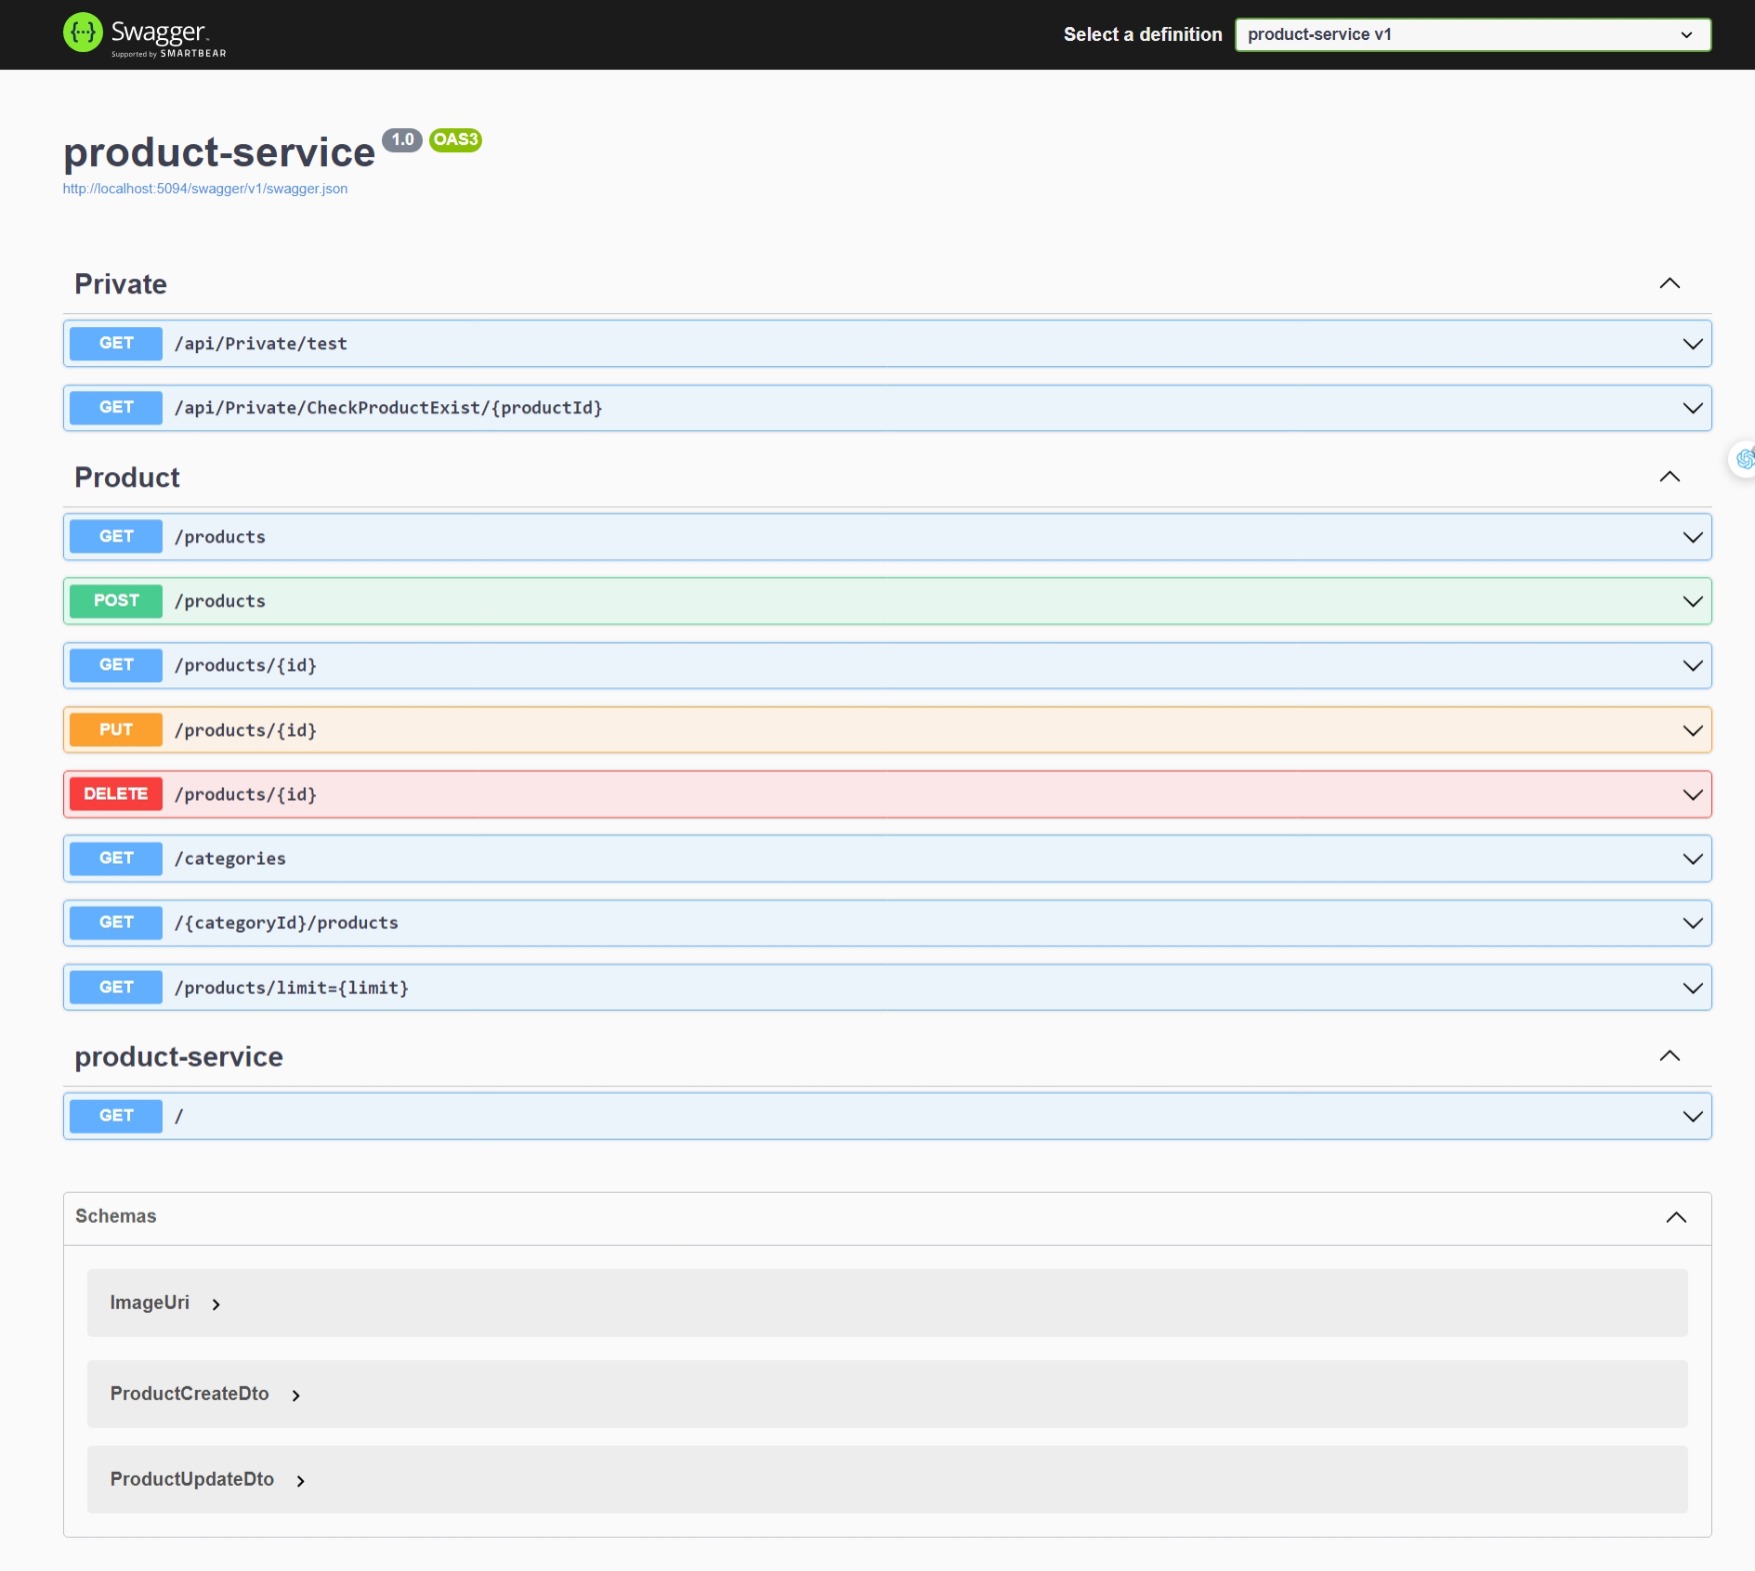 Swagger
Supported by SMARTBEAR
Select a definition
product-service v1
product-service 1.0 OAS3
http://localhost:5094/swagger/v1/swagger.json
Private
GET /api/Private/test
GET /api/Private/CheckProductExist/{productId}
Product
GET /products
POST /products
GET /products/{id}
PUT /products/{id}
DELETE /products/{id}
GET /categories
GET /{categoryId}/products
GET /products/limit={limit}
product-service
GET /
Schemas
ImageUri
ProductCreateDto
ProductUpdateDto